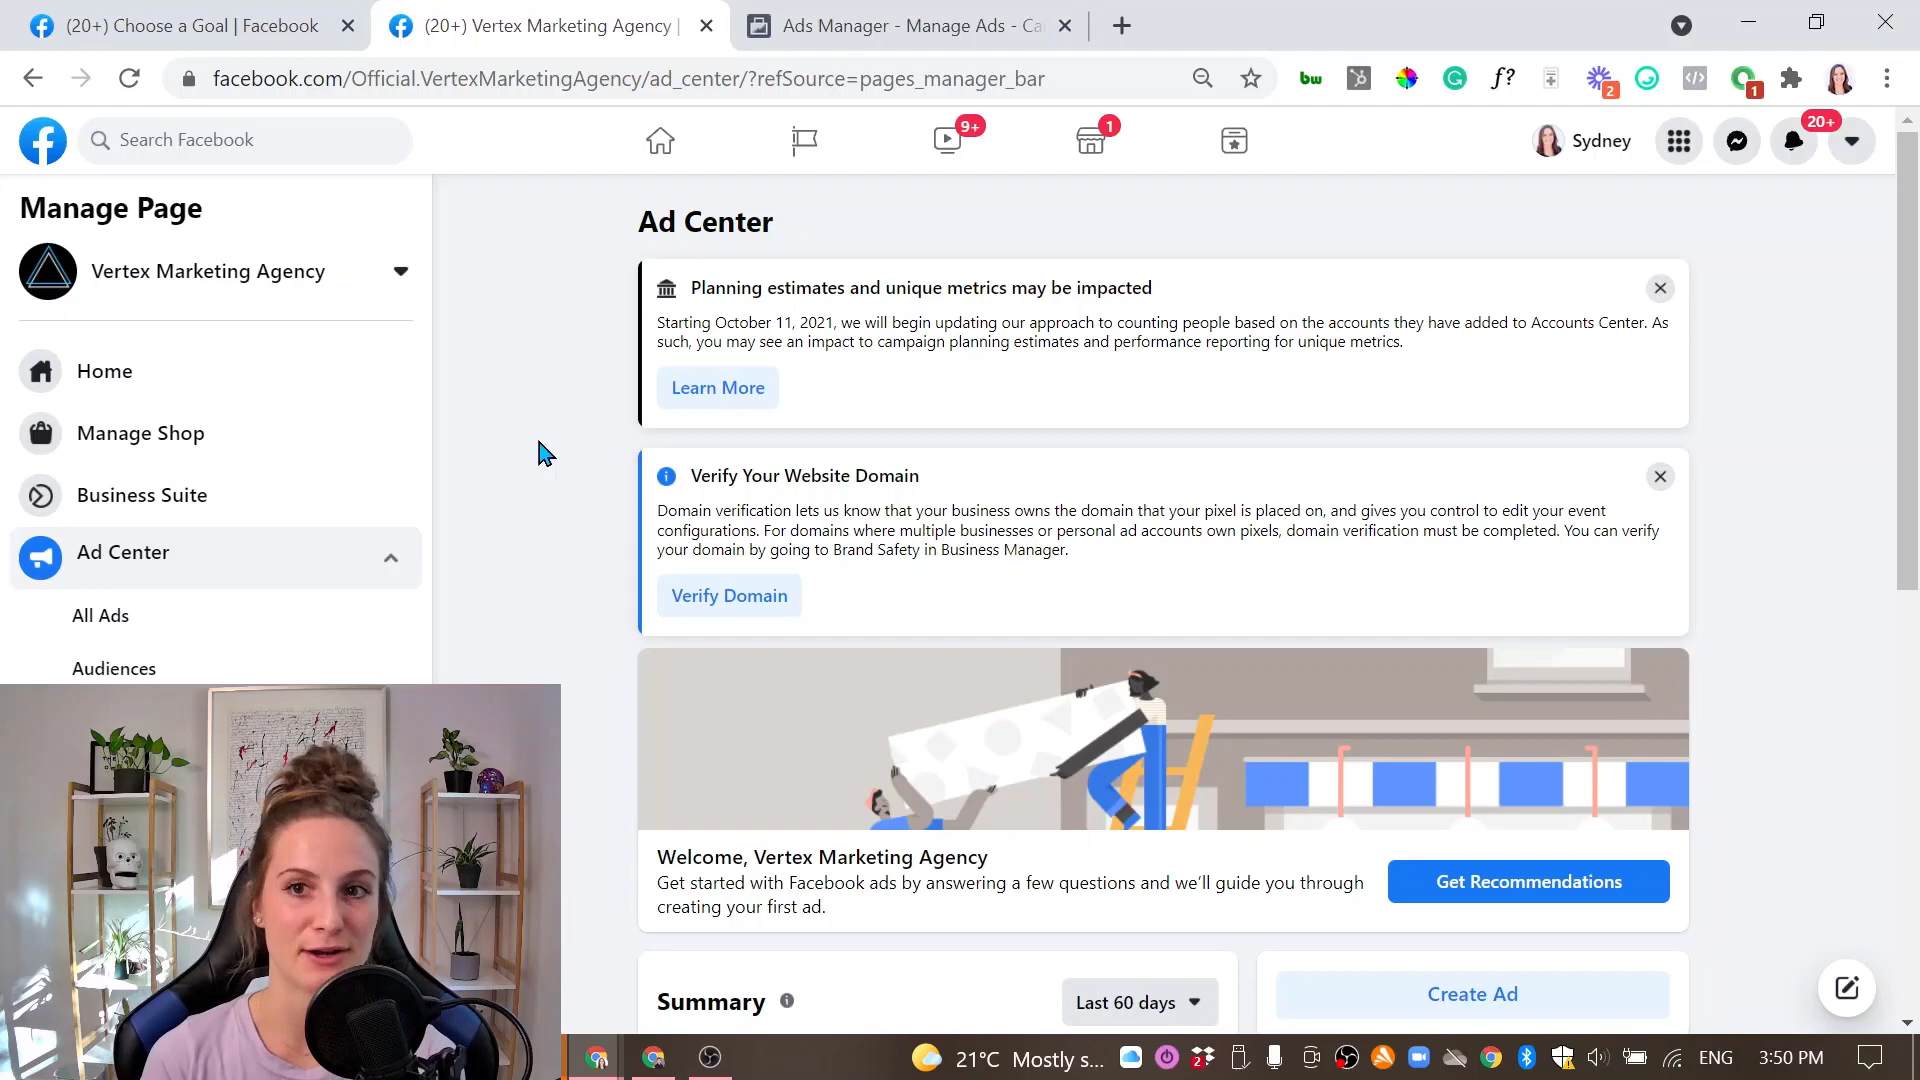 (20+) Choose a Goal | Facebook
(20+) Vertex Marketing Agency |
Ads Manager - Manage Ads - Ca
facebook.com/Official.VertexMarketingAgency/ad_center/?refSource=pages_manager_bar
bw
f?
2
1
Search Facebook
9+
1
Sydney
20+
Manage Page
Vertex Marketing Agency
Home
Manage Shop
Business Suite
Ad Center
All Ads
Audiences
Ad Center
Planning estimates and unique metrics may be impacted
Starting October 11, 2021, we will begin updating our approach to counting people based on the accounts they have added to Accounts Center. As
such, you may see an impact to campaign planning estimates and performance reporting for unique metrics.
Learn More
Verify Your Website Domain
Domain verification lets us know that your business owns the domain that your pixel is placed on, and gives you control to edit your event
configurations. For domains where multiple businesses or personal ad accounts own pixels, domain verification must be completed. You can verify
your domain by going to Brand Safety in Business Manager.
Verify Domain
Welcome, Vertex Marketing Agency
Get started with Facebook ads by answering a few questions and we'll guide you through
creating your first ad.
Get Recommendations
Summary
Last 60 days
Create Ad
21°C Mostly s...
2
ENG
3:50 PM